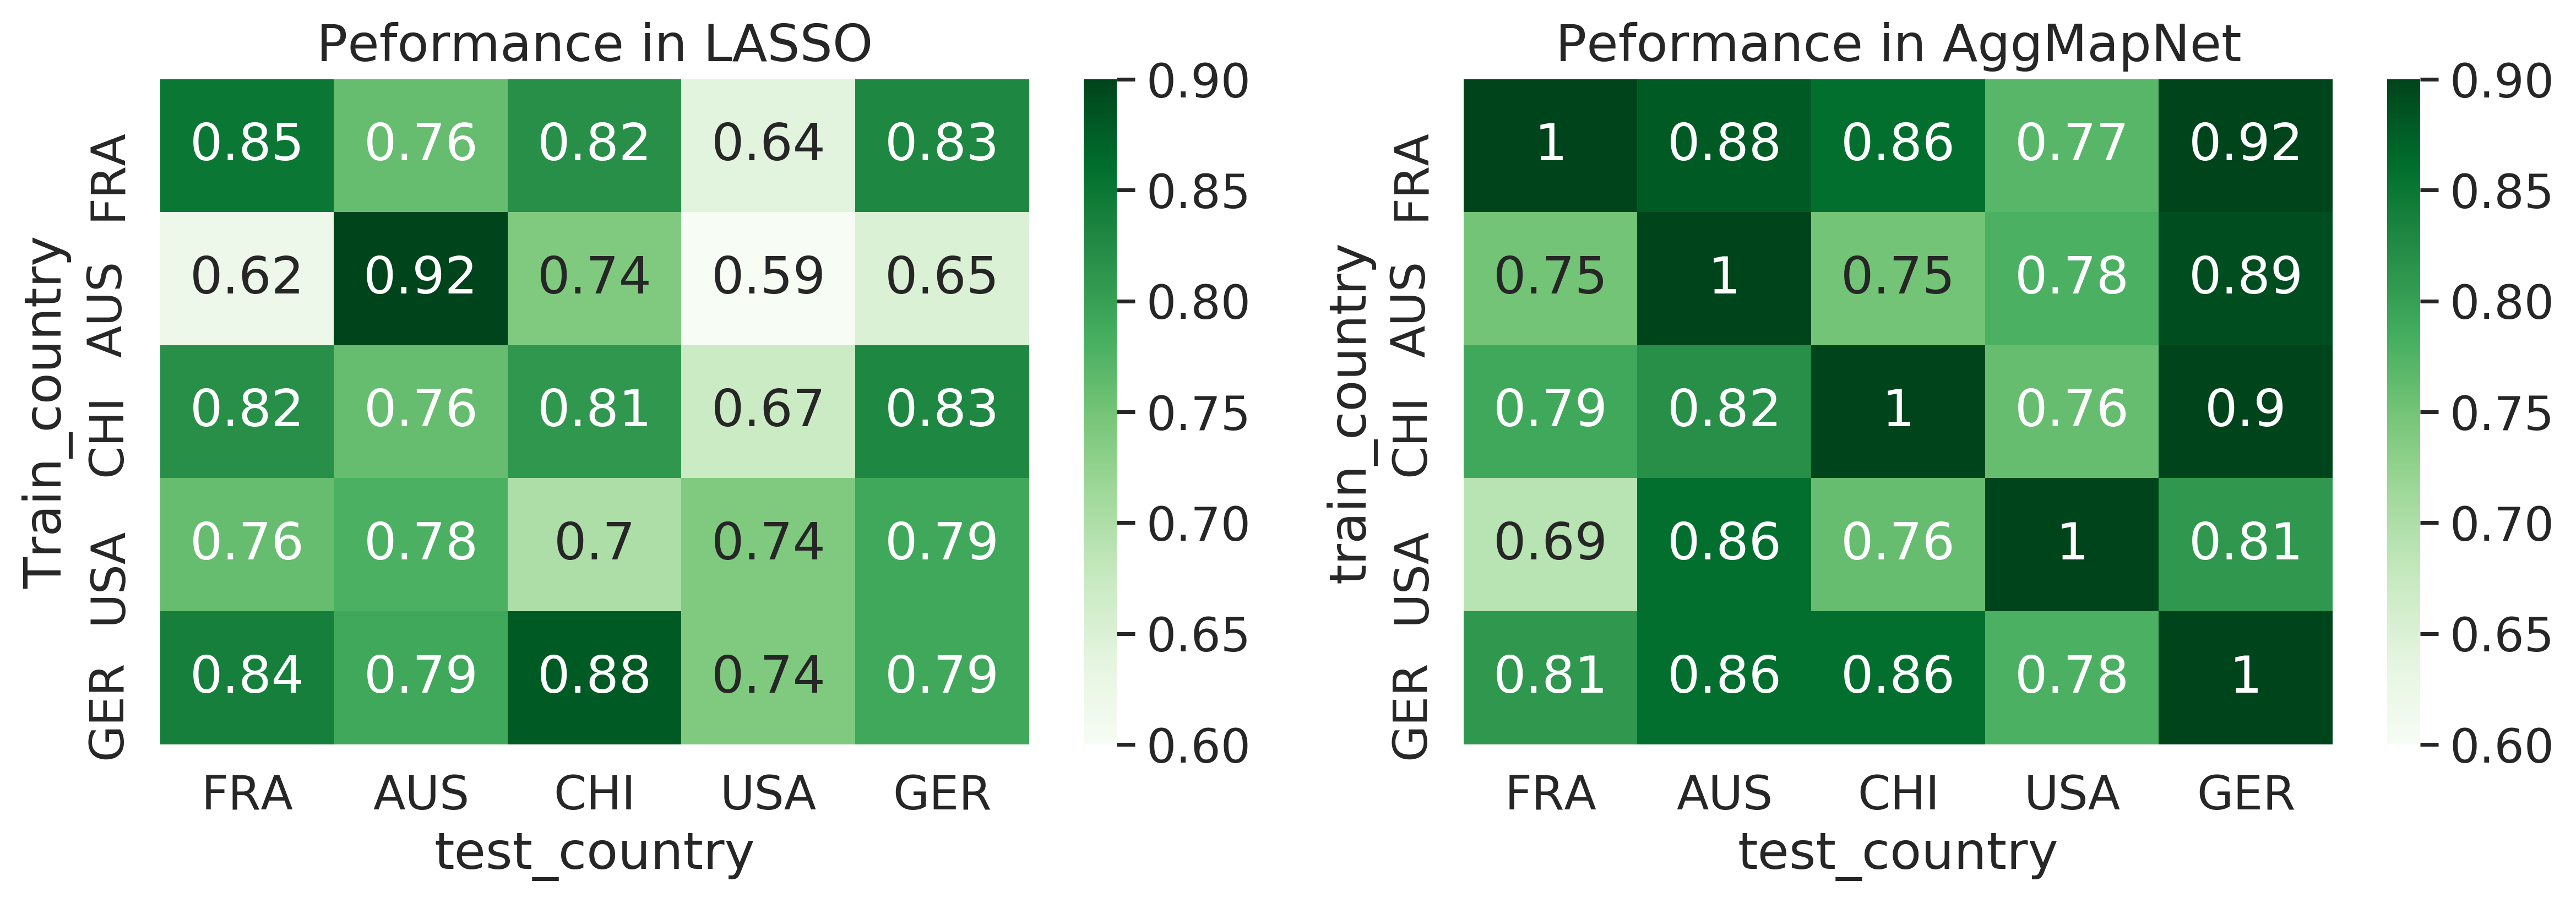 Peformance in LASSO
Train_country
FRA
0.85 0.76 0.82 0.64 0.83
AUS
0.62 0.92 0.74 0.59 0.65
CHI
0.82 0.76 0.81 0.67 0.83
USA
0.76 0.78 0.7 0.74 0.79
GER
0.84 0.79 0.88 0.74 0.79
FRA AUS CHI USA GER
test_country
0.90
0.85
0.80
0.75
0.70
0.65
0.60
Peformance in AggMapNet
train_country
FRA
1 0.88 0.86 0.77 0.92
AUS
0.75 1 0.75 0.78 0.89
CHI
0.79 0.82 1 0.76 0.9
USA
0.69 0.86 0.76 1 0.81
GER
0.81 0.86 0.86 0.78 1
FRA AUS CHI USA GER
test_country
0.90
0.85
0.80
0.75
0.70
0.65
0.60